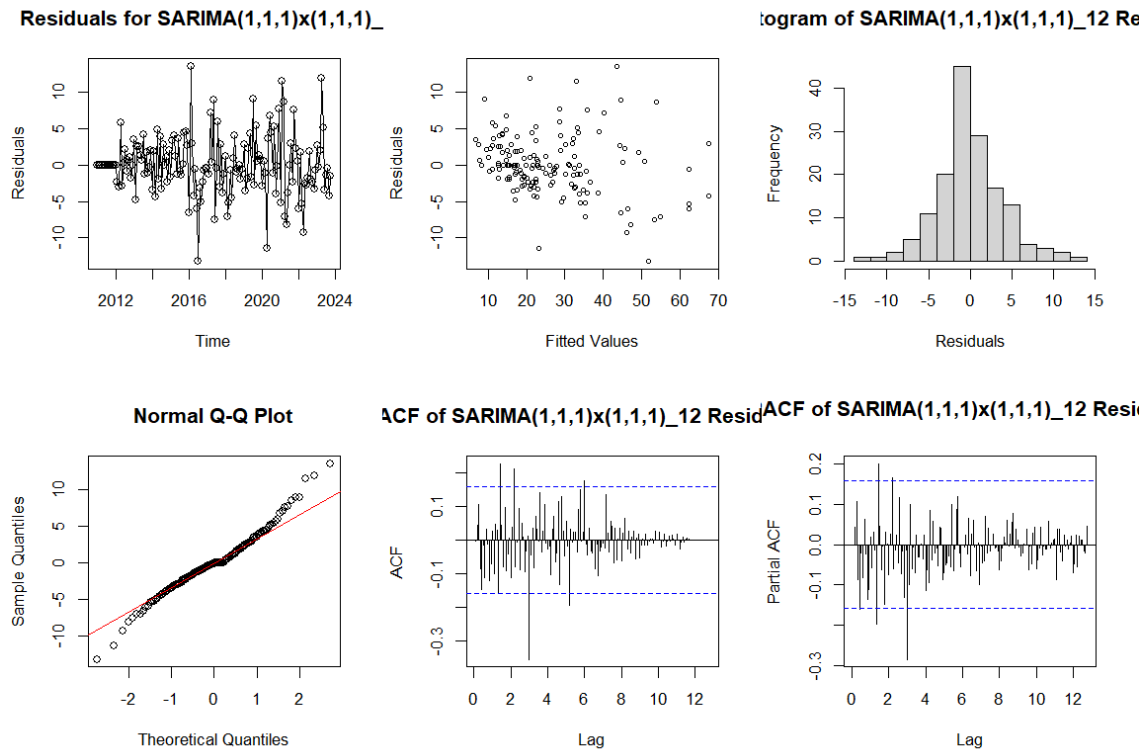 Residuals for SARIMA(1,1,1)x(1,1,1)_
Residuals
10
5
0
-5
-10
2012 2016 2020 2024
Time
Residuals
10
5
0
-5
-10
10 20 30 40 50 60 70
Fitted Values
togram of SARIMA(1,1,1)x(1,1,1)_12 Re
Frequency
40
30
20
10
0
-15 -10 -5 0 5 10 15
Residuals
Normal Q-Q Plot
Sample Quantiles
10
5
0
-5
-10
-2 -1 0 1 2
Theoretical Quantiles
ACF of SARIMA(1,1,1)x(1,1,1)_12 Resid
ACF
0.1
-0.1
-0.3
0 2 4 6 8 10 12
Lag
ACF of SARIMA(1,1,1)x(1,1,1)_12 Resi
Partial ACF
0.2
0.1
0.0
-0.1
-0.3
0 2 4 6 8 10 12
Lag